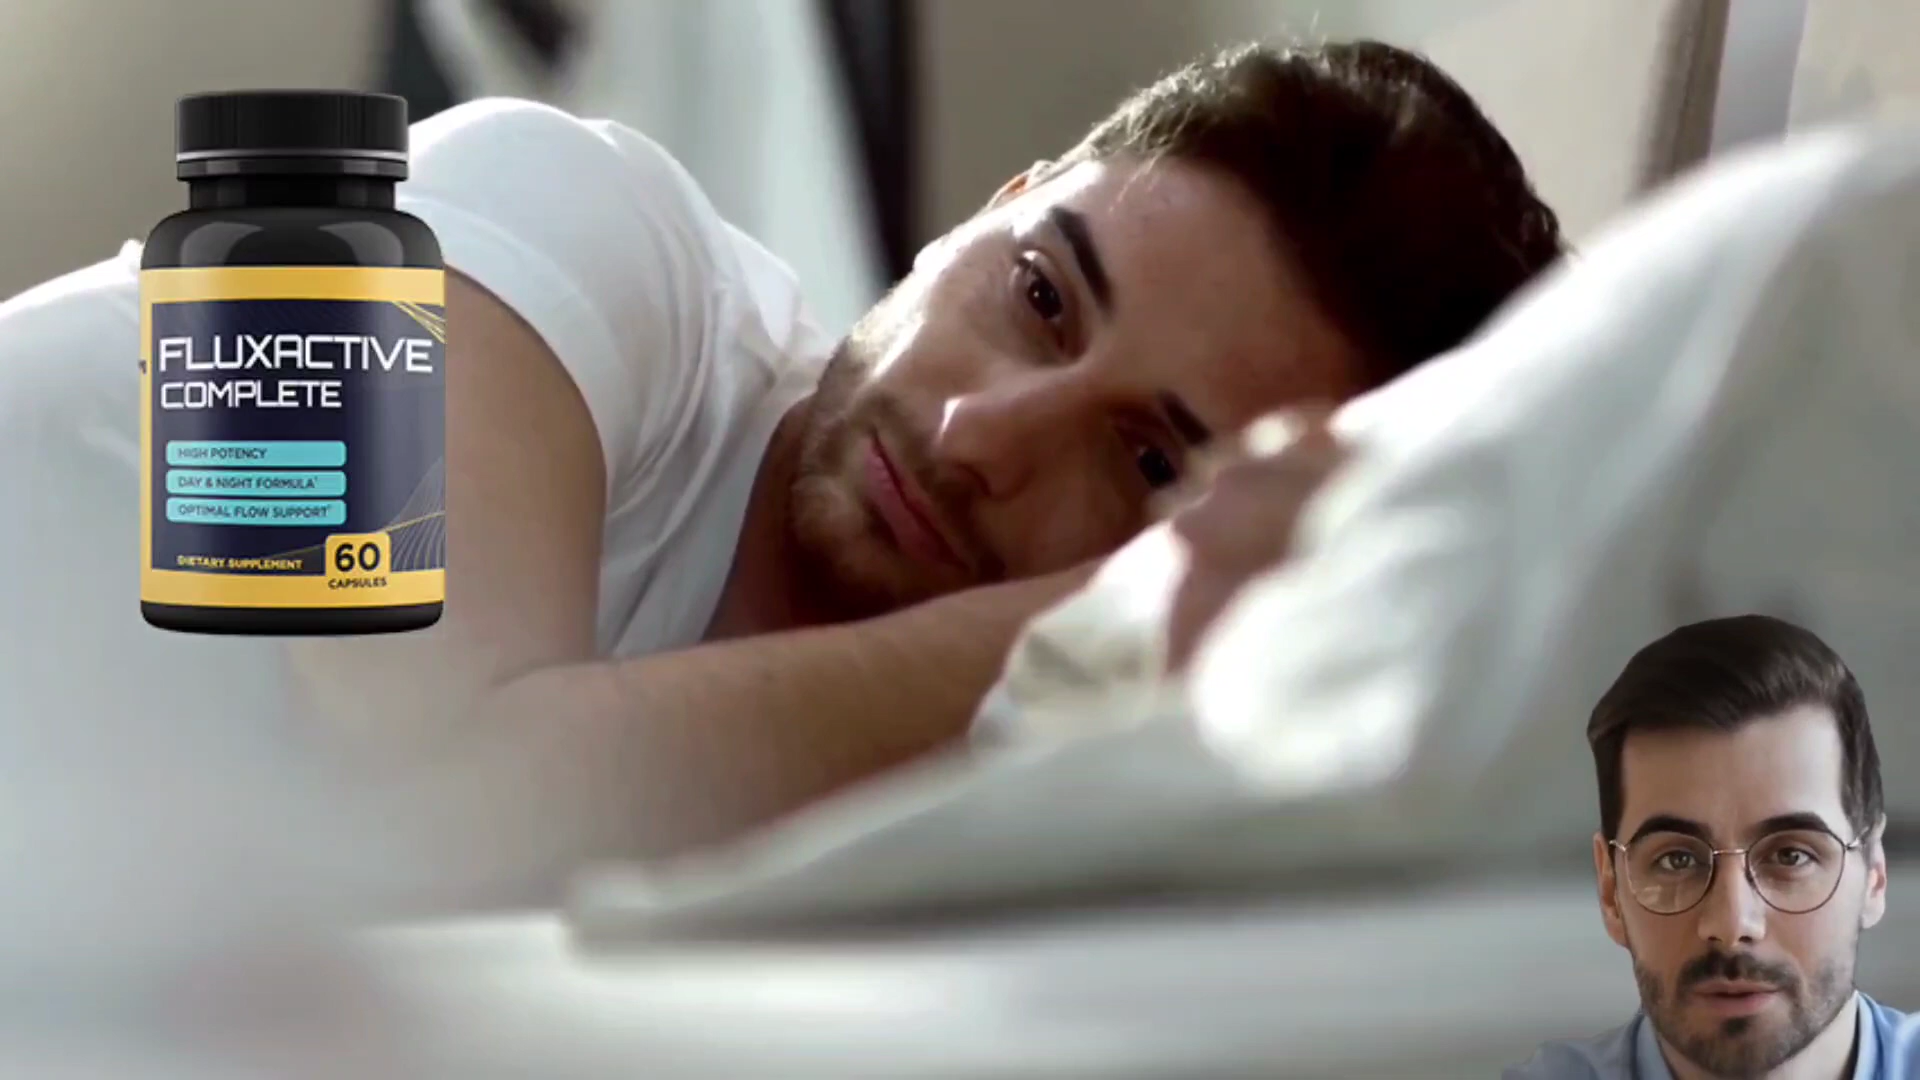 FLUXACTIVE
COMPLETE
HIGH POTENCY
DAY & NIGHT FORMULA†
OPTIMAL FLOW SUPPORT†
DIETARY SUPPLEMENT
60
CAPSULES